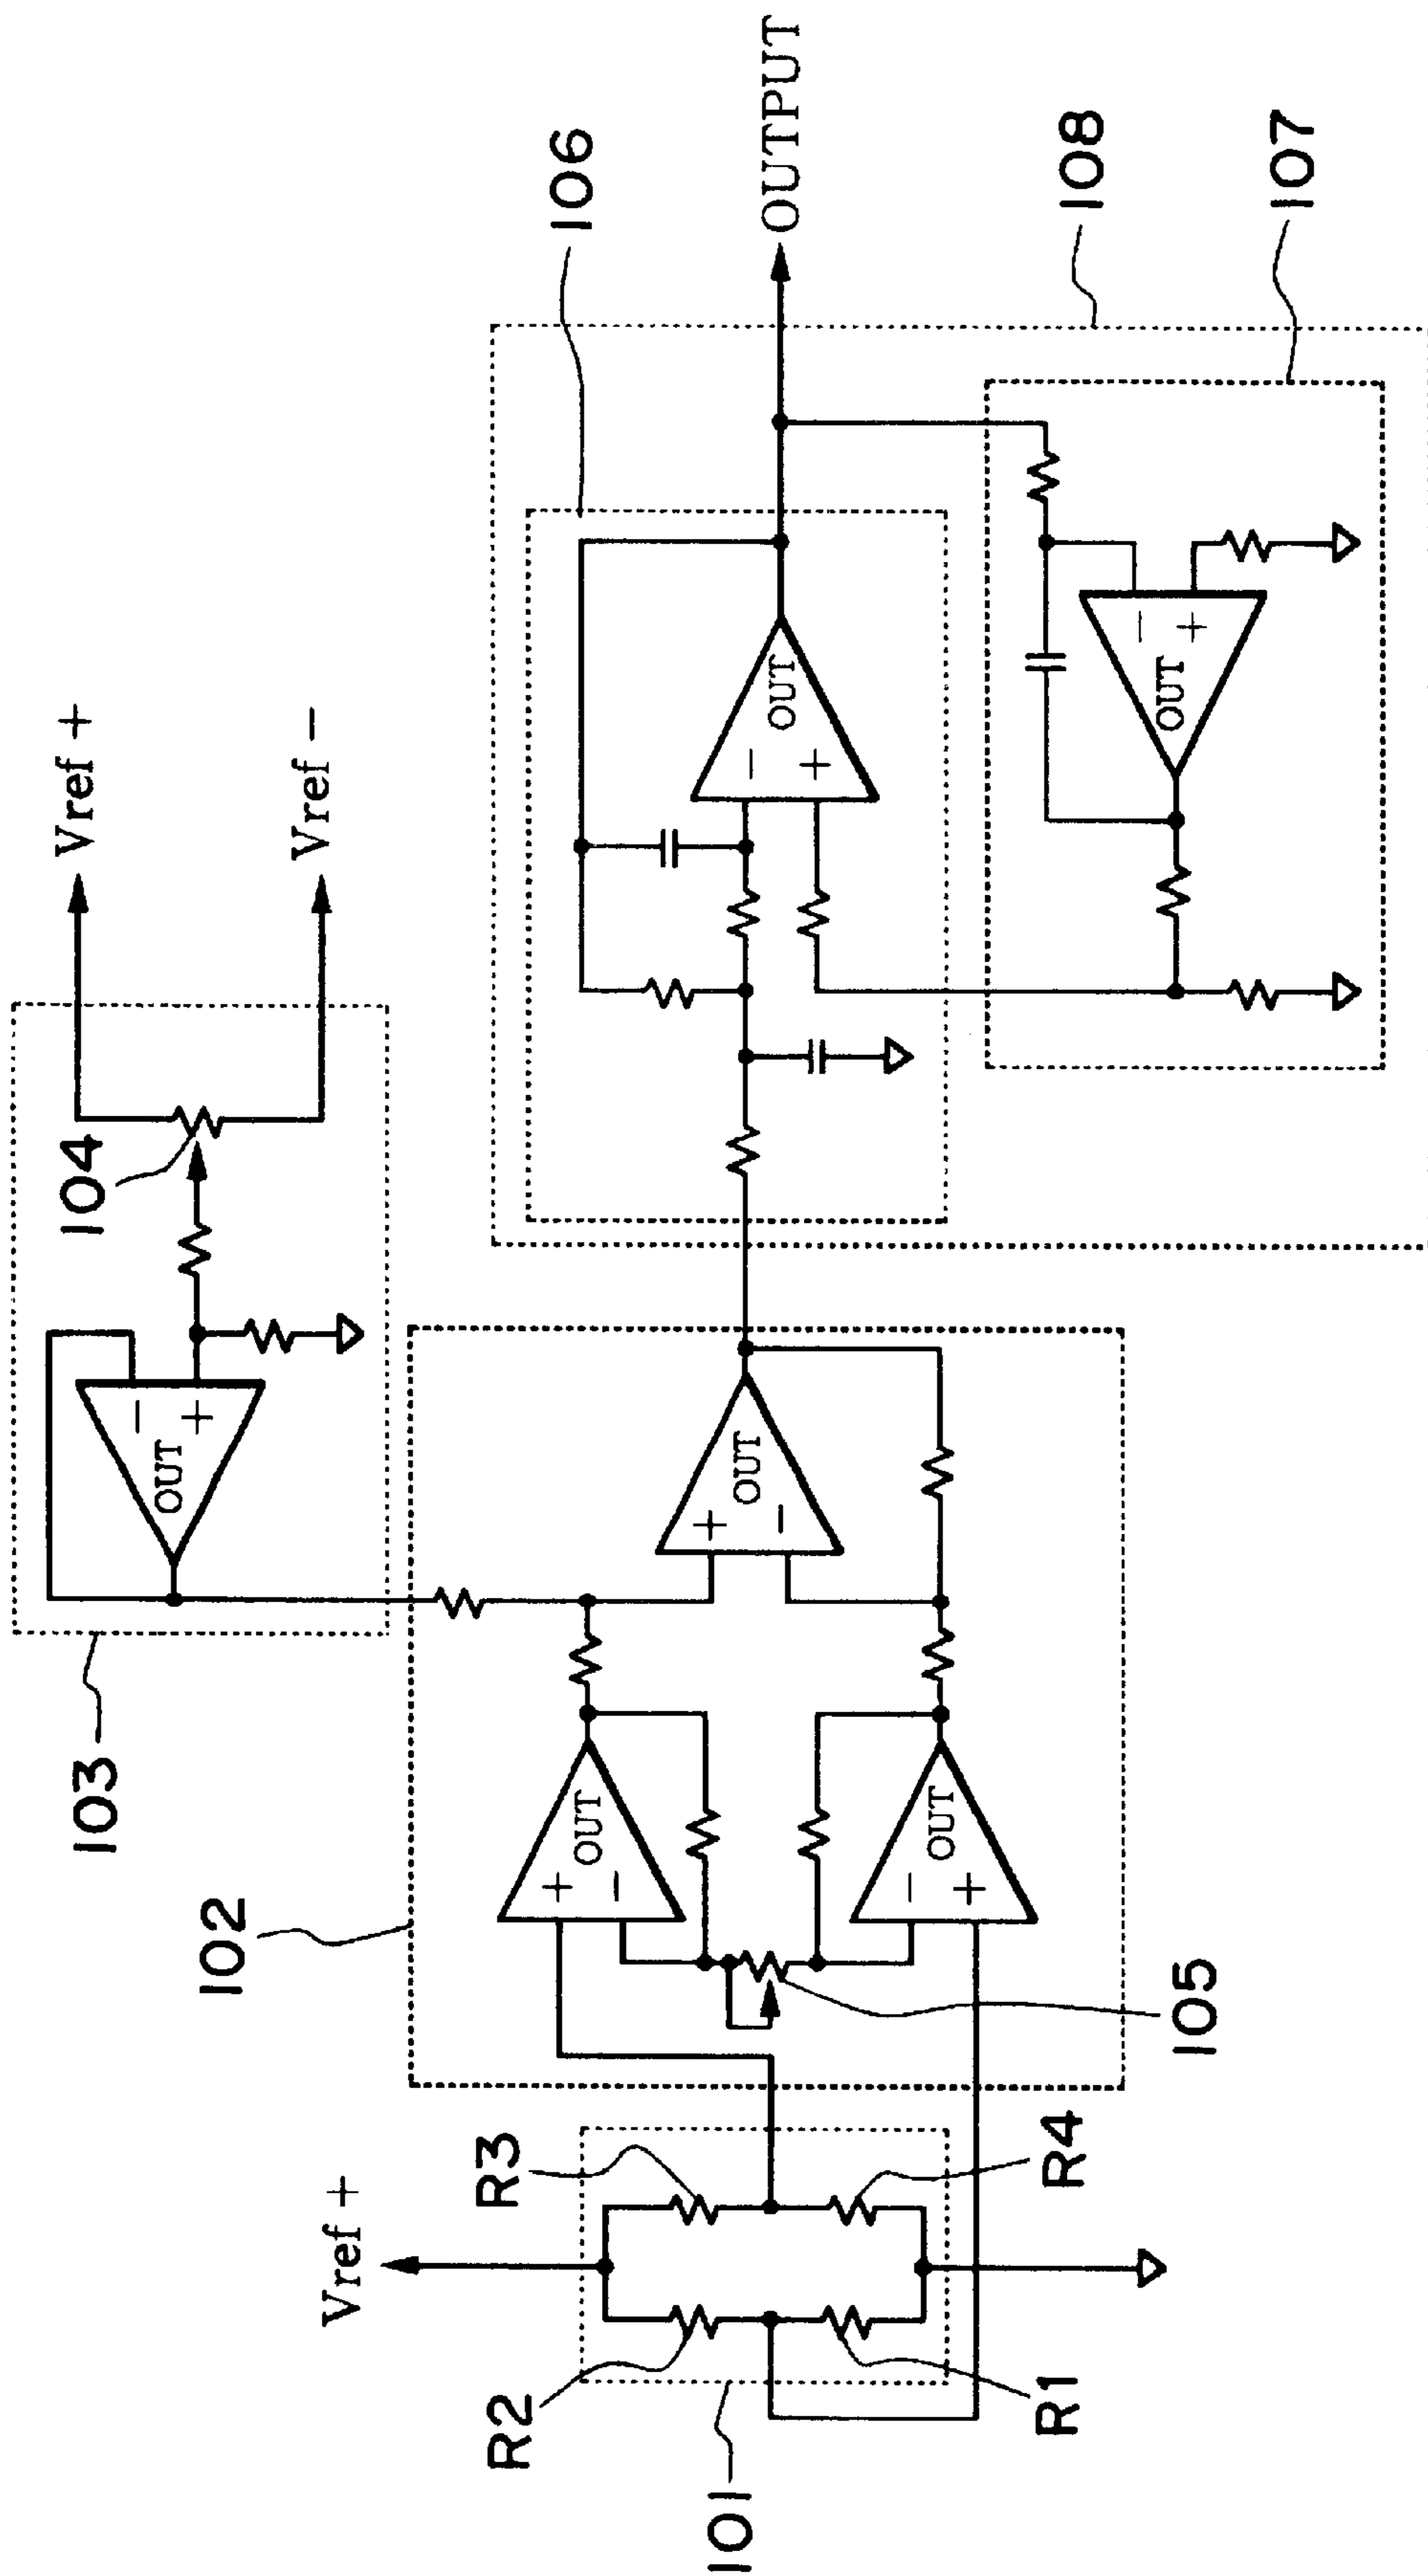 Vref +
Vref −
104
103
− + OUT
106
OUTPUT
108
107
− + OUT
− + OUT
102
+ − OUT
+ − OUT
− + OUT
105
Vref +
R3
R4
R2
R1
101